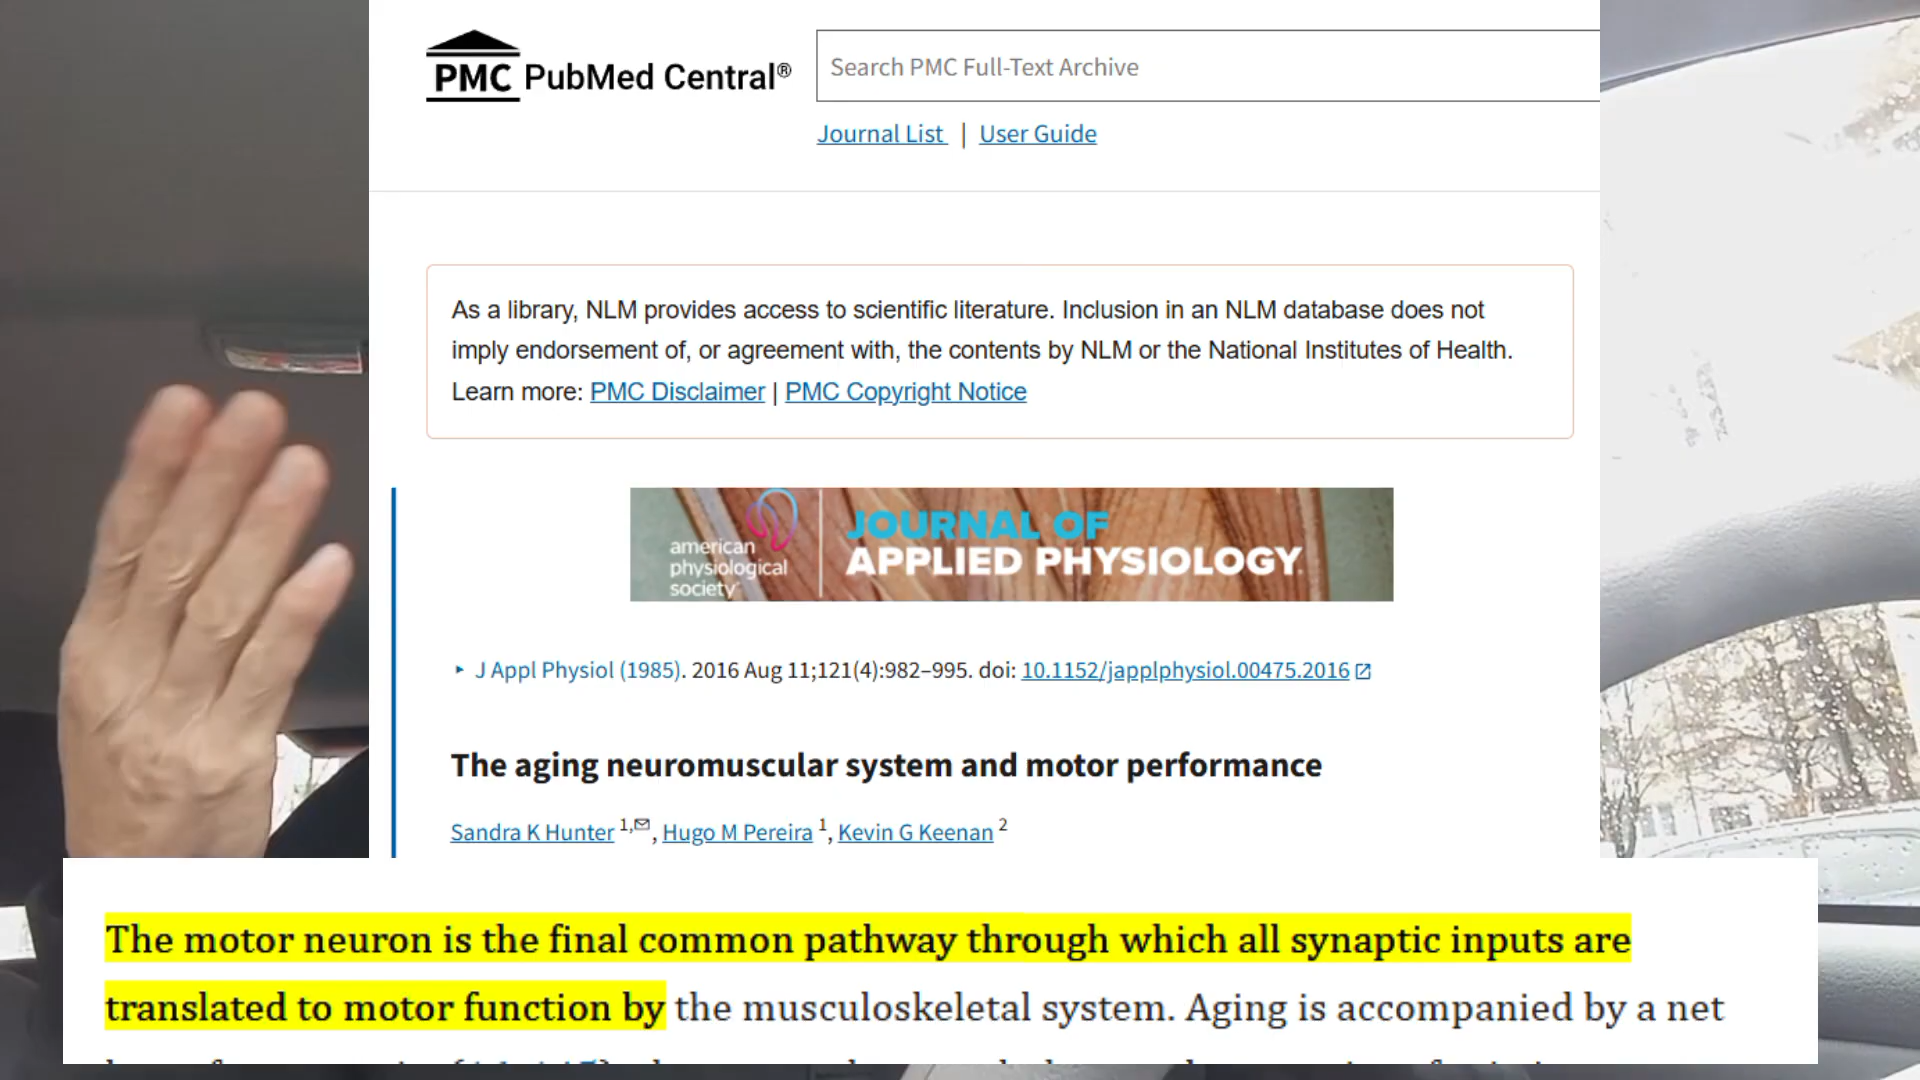 PMC PubMed Central®
Search PMC Full-Text Archive
Journal List | User Guide
As a library, NLM provides access to scientific literature. Inclusion in an NLM database does not
imply endorsement of, or agreement with, the contents by NLM or the National Institutes of Health.
Learn more: PMC Disclaimer | PMC Copyright Notice
american
physiological
society
JOURNAL OF
APPLIED PHYSIOLOGY.
J Appl Physiol (1985). 2016 Aug 11;121(4):982–995. doi: 10.1152/japplphysiol.00475.2016
The aging neuromuscular system and motor performance
Sandra K Hunter 1,✉, Hugo M Pereira 1, Kevin G Keenan 2
The motor neuron is the final common pathway through which all synaptic inputs are
translated to motor function by the musculoskeletal system. Aging is accompanied by a net